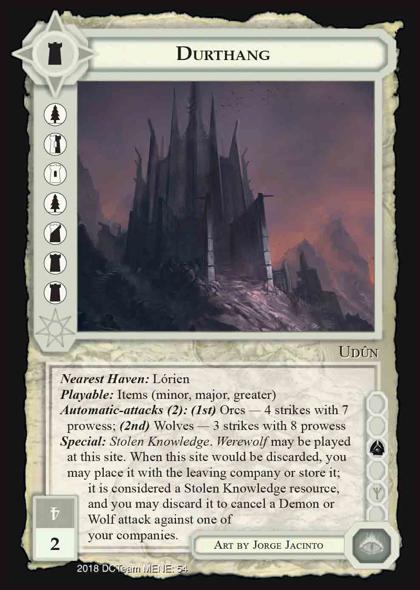 DURTHANG
UDÛN
Nearest Haven: Lórien
Playable: Items (minor, major, greater)
Automatic-attacks (2): (1st) Orcs — 4 strikes with 7
prowess; (2nd) Wolves — 3 strikes with 8 prowess
Special: Stolen Knowledge. Werewolf may be played
at this site. When this site would be discarded, you
may place it with the leaving company or store it;
it is considered a Stolen Knowledge resource,
and you may discard it to cancel a Demon or
Wolf attack against one of
your companies.
2
ART BY JORGE JACINTO
2018 DCTeam MENE: 54